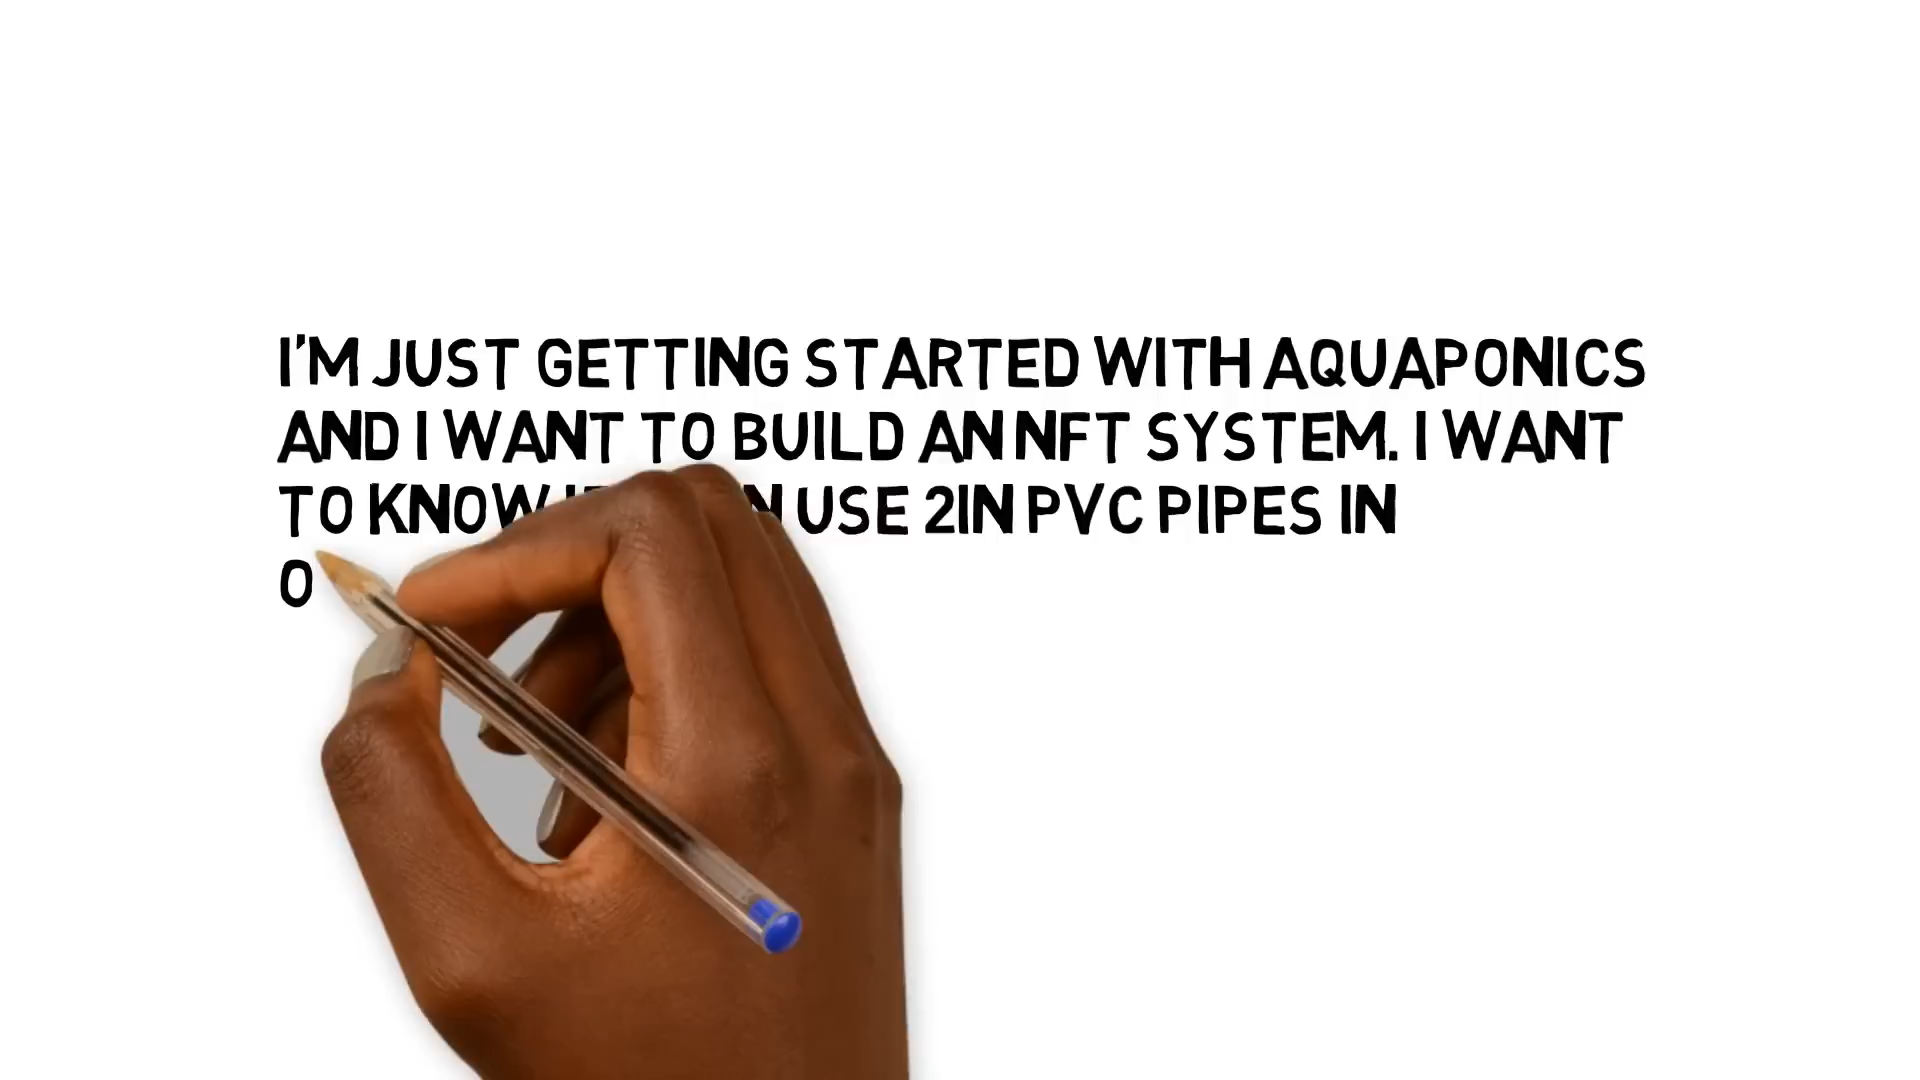 I'M JUST GETTING STARTED WITH AQUAPONICS
AND I WANT TO BUILD AN NFT SYSTEM. I WANT
TO KNOW USE 2IN PVC PIPES IN
O